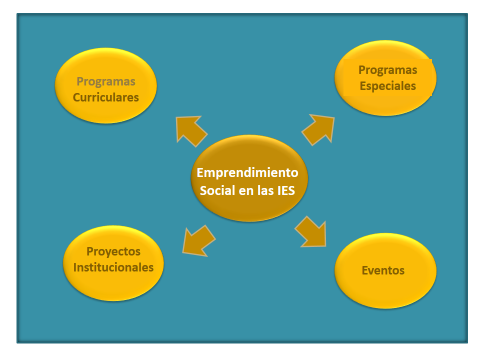 Programas
Curriculares
Programas
Especiales
Emprendimiento
Social en las IES
Proyectos
Institucionales
Eventos